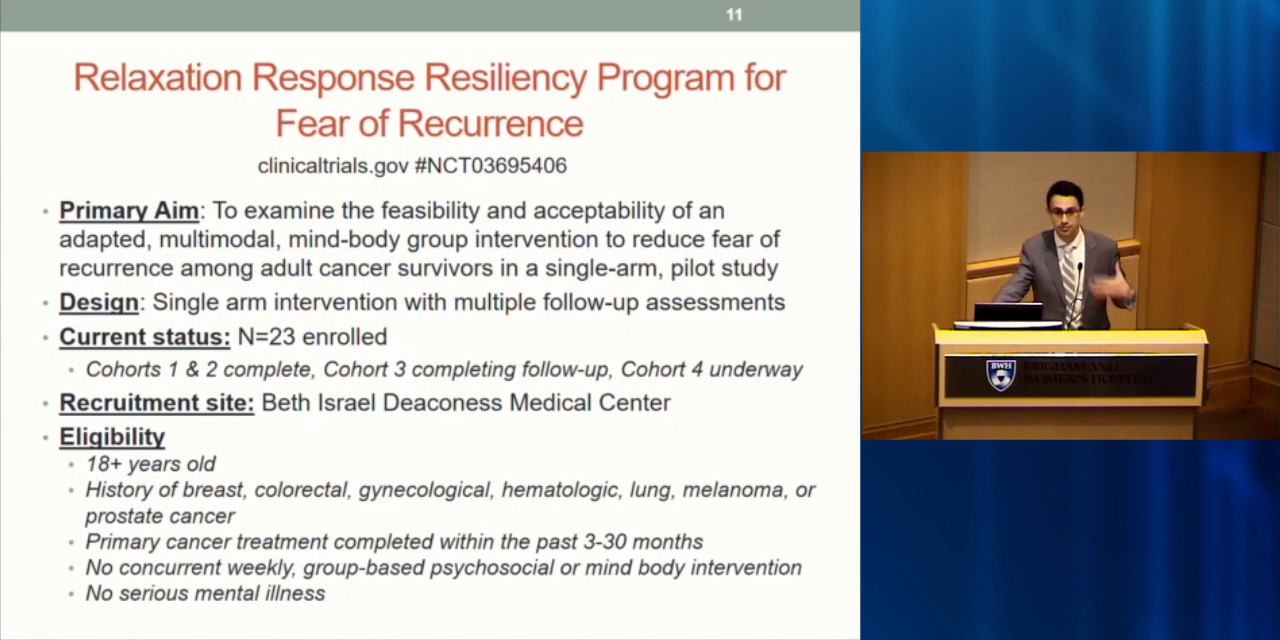 11
Relaxation Response Resiliency Program for
Fear of Recurrence
clinicaltrials.gov #NCT03695406
• Primary Aim: To examine the feasibility and acceptability of an
adapted, multimodal, mind-body group intervention to reduce fear of
recurrence among adult cancer survivors in a single-arm, pilot study
• Design: Single arm intervention with multiple follow-up assessments
• Current status: N=23 enrolled
• Cohorts 1 & 2 complete, Cohort 3 completing follow-up, Cohort 4 underway
• Recruitment site: Beth Israel Deaconess Medical Center
• Eligibility
• 18+ years old
• History of breast, colorectal, gynecological, hematologic, lung, melanoma, or
prostate cancer
• Primary cancer treatment completed within the past 3-30 months
• No concurrent weekly, group-based psychosocial or mind body intervention
• No serious mental illness
BWH
BRIGHAM AND
WOMEN'S HOSPITAL